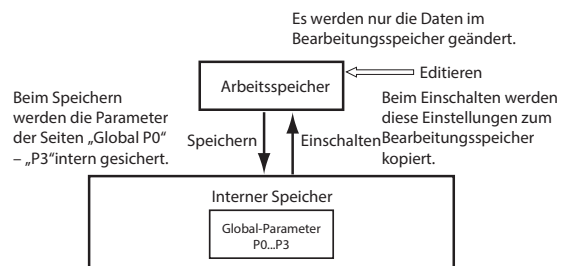 Es werden nur die Daten im
Bearbeitungsspeicher geändert.
Arbeitsspeicher
Editieren
Beim Speichern
werden die Parameter
der Seiten „Global P0“
– „P3“intern gesichert.
Speichern
Einschalten
Beim Einschalten werden
diese Einstellungen zum
Bearbeitungsspeicher
kopiert.
Interner Speicher
Global-Parameter
P0...P3